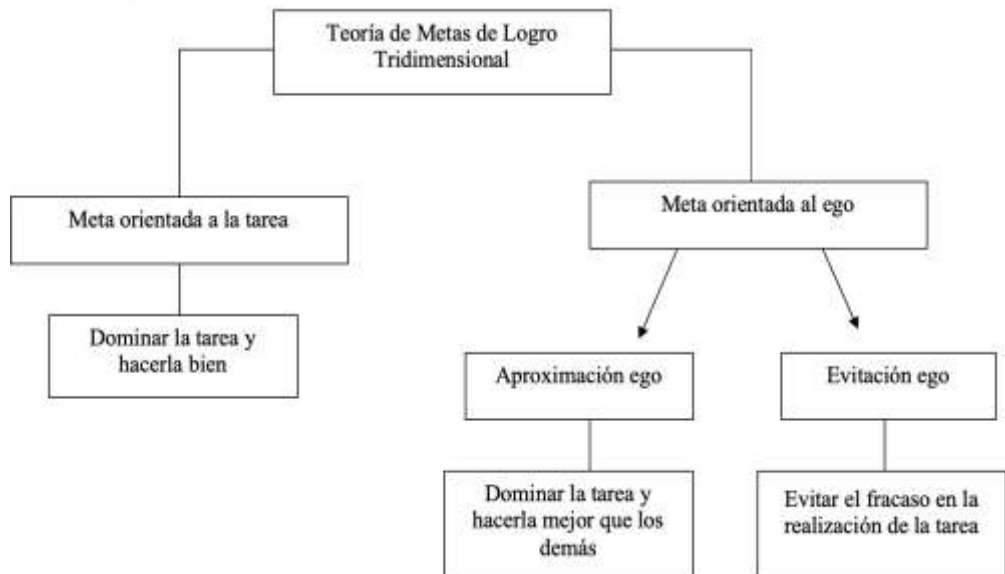 Teoría de Metas de Logro
Tridimensional
Meta orientada a la tarea
Meta orientada al ego
Dominar la tarea y
hacerla bien
Aproximación ego
Evitación ego
Dominar la tarea y
hacerla mejor que los
demás
Evitar el fracaso en la
realización de la tarea